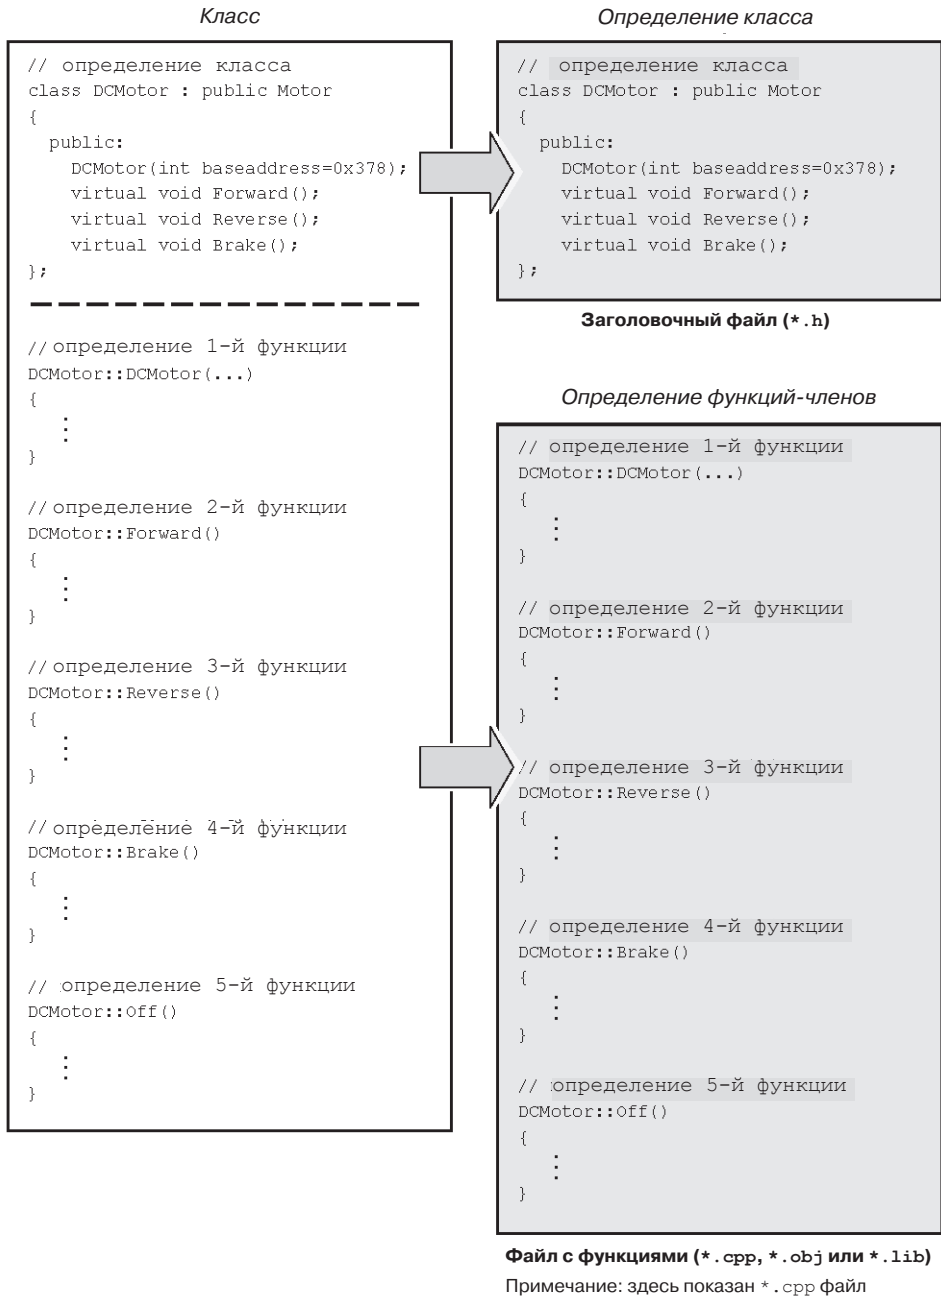 Класс
// определение класса
class DCMotor : public Motor
{
public:
DCMotor(int baseaddress=0x378);
virtual void Forward();
virtual void Reverse();
virtual void Brake();
};
// определение 1-й функции
DCMotor::DCMotor(...)
{
⋮
}
// определение 2-й функции
DCMotor::Forward()
{
⋮
}
// определение 3-й функции
DCMotor::Reverse()
{
⋮
}
// определение 4-й функции
DCMotor::Brake()
{
⋮
}
// определение 5-й функции
DCMotor::Off()
{
⋮
}
Определение класса
// определение класса
class DCMotor : public Motor
{
public:
DCMotor(int baseaddress=0x378);
virtual void Forward();
virtual void Reverse();
virtual void Brake();
};
Заголовочный файл (*.h)
Определение функций-членов
// определение 1-й функции
DCMotor::DCMotor(...)
{
⋮
}
// определение 2-й функции
DCMotor::Forward()
{
⋮
}
// определение 3-й функции
DCMotor::Reverse()
{
⋮
}
// определение 4-й функции
DCMotor::Brake()
{
⋮
}
// определение 5-й функции
DCMotor::Off()
{
⋮
}
Файл с функциями (*.cpp, *.obj или *.lib)
Примечание: здесь показан *.cpp файл